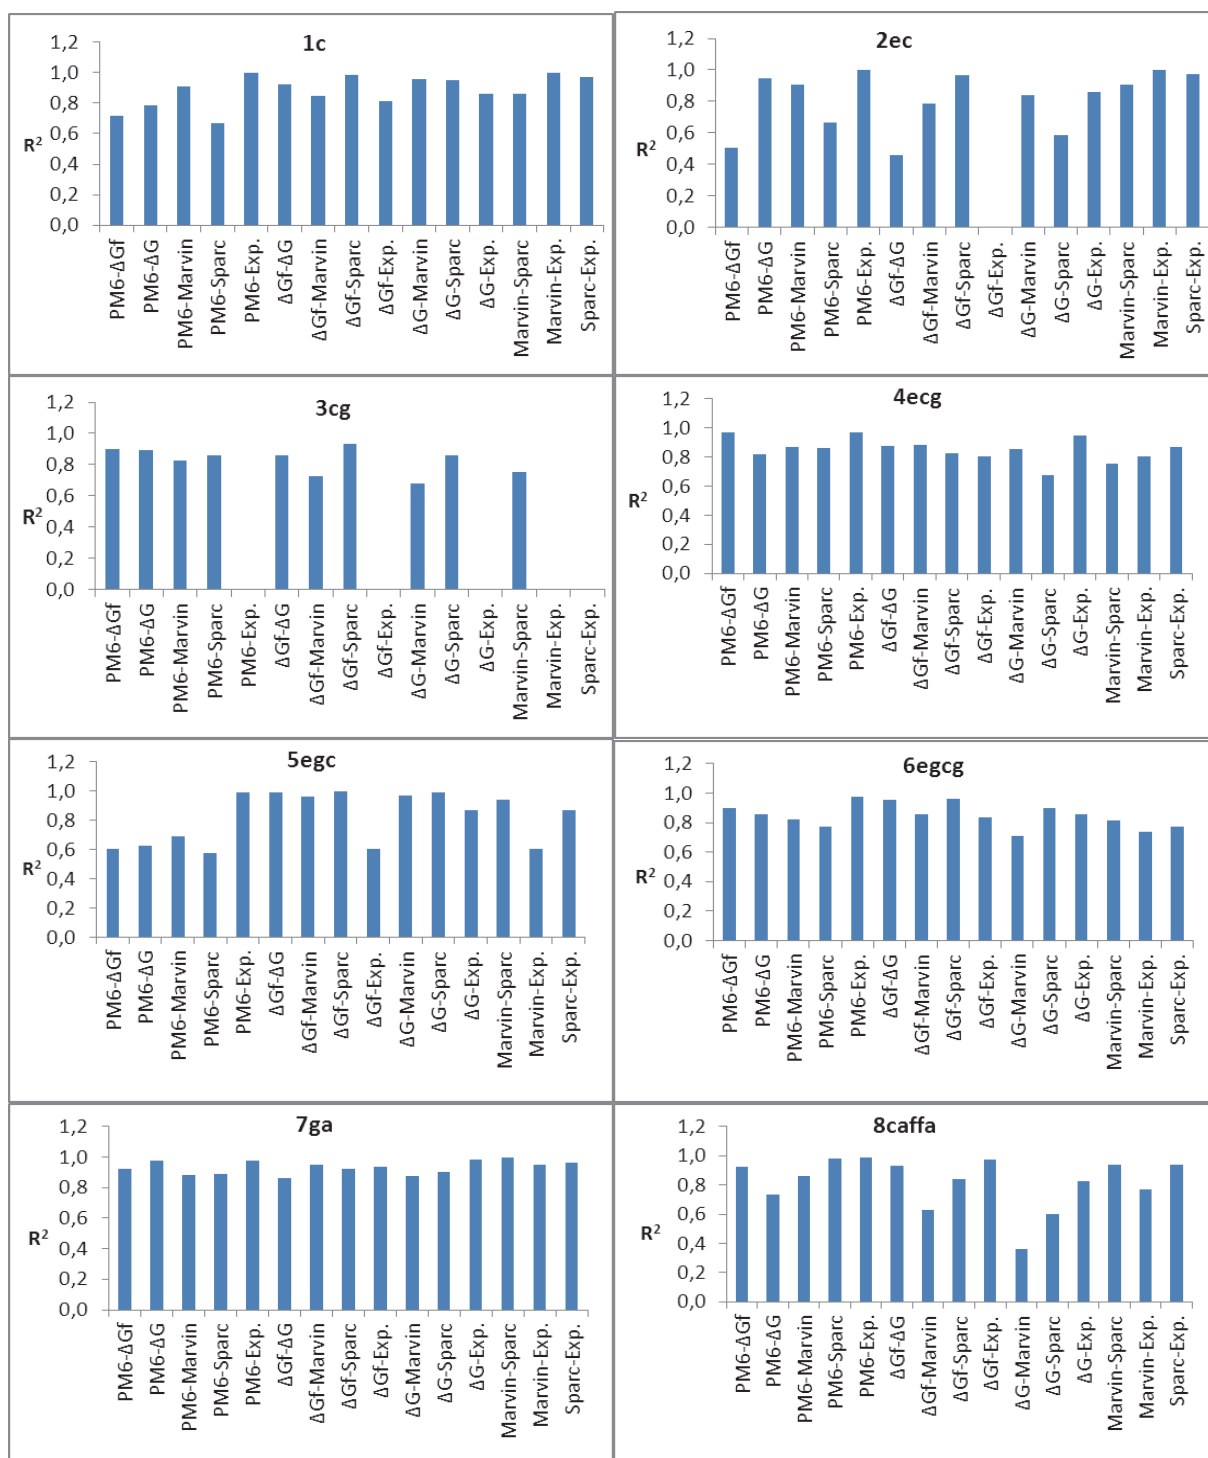 1c
1,2
1,0
0,8
0,6
0,4
0,2
0,0
R²
PM6-ΔGf
PM6-ΔG
PM6-Marvin
PM6-Sparc
PM6-Exp.
ΔGf-ΔG
ΔGf-Marvin
ΔGf-Sparc
ΔGf-Exp.
ΔG-Marvin
ΔG-Sparc
ΔG-Exp.
Marvin-Sparc
Marvin-Exp.
Sparc-Exp.
2ec
1,2
1,0
0,8
0,6
0,4
0,2
0,0
R²
PM6-ΔGf
PM6-ΔG
PM6-Marvin
PM6-Sparc
PM6-Exp.
ΔGf-ΔG
ΔGf-Marvin
ΔGf-Sparc
ΔGf-Exp.
ΔG-Marvin
ΔG-Sparc
ΔG-Exp.
Marvin-Sparc
Marvin-Exp.
Sparc-Exp.
3cg
1,2
1,0
0,8
0,6
0,4
0,2
0,0
R²
PM6-ΔGf
PM6-ΔG
PM6-Marvin
PM6-Sparc
PM6-Exp.
ΔGf-ΔG
ΔGf-Marvin
ΔGf-Sparc
ΔGf-Exp.
ΔG-Marvin
ΔG-Sparc
ΔG-Exp.
Marvin-Sparc
Marvin-Exp.
Sparc-Exp.
4ecg
1,2
1,0
0,8
0,6
0,4
0,2
0,0
R²
PM6-ΔGf
PM6-ΔG
PM6-Marvin
PM6-Sparc
PM6-Exp.
ΔGf-ΔG
ΔGf-Marvin
ΔGf-Sparc
ΔGf-Exp.
ΔG-Marvin
ΔG-Sparc
ΔG-Exp.
Marvin-Sparc
Marvin-Exp.
Sparc-Exp.
5egc
1,2
1,0
0,8
0,6
0,4
0,2
0,0
R²
PM6-ΔGf
PM6-ΔG
PM6-Marvin
PM6-Sparc
PM6-Exp.
ΔGf-ΔG
ΔGf-Marvin
ΔGf-Sparc
ΔGf-Exp.
ΔG-Marvin
ΔG-Sparc
ΔG-Exp.
Marvin-Sparc
Marvin-Exp.
Sparc-Exp.
6egcg
1,2
1,0
0,8
0,6
0,4
0,2
0,0
R²
PM6-ΔGf
PM6-ΔG
PM6-Marvin
PM6-Sparc
PM6-Exp.
ΔGf-ΔG
ΔGf-Marvin
ΔGf-Sparc
ΔGf-Exp.
ΔG-Marvin
ΔG-Sparc
ΔG-Exp.
Marvin-Sparc
Marvin-Exp.
Sparc-Exp.
7ga
1,2
1,0
0,8
0,6
0,4
0,2
0,0
R²
PM6-ΔGf
PM6-ΔG
PM6-Marvin
PM6-Sparc
PM6-Exp.
ΔGf-ΔG
ΔGf-Marvin
ΔGf-Sparc
ΔGf-Exp.
ΔG-Marvin
ΔG-Sparc
ΔG-Exp.
Marvin-Sparc
Marvin-Exp.
Sparc-Exp.
8caffa
1,2
1,0
0,8
0,6
0,4
0,2
0,0
R²
PM6-ΔGf
PM6-ΔG
PM6-Marvin
PM6-Sparc
PM6-Exp.
ΔGf-ΔG
ΔGf-Marvin
ΔGf-Sparc
ΔGf-Exp.
ΔG-Marvin
ΔG-Sparc
ΔG-Exp.
Marvin-Sparc
Marvin-Exp.
Sparc-Exp.